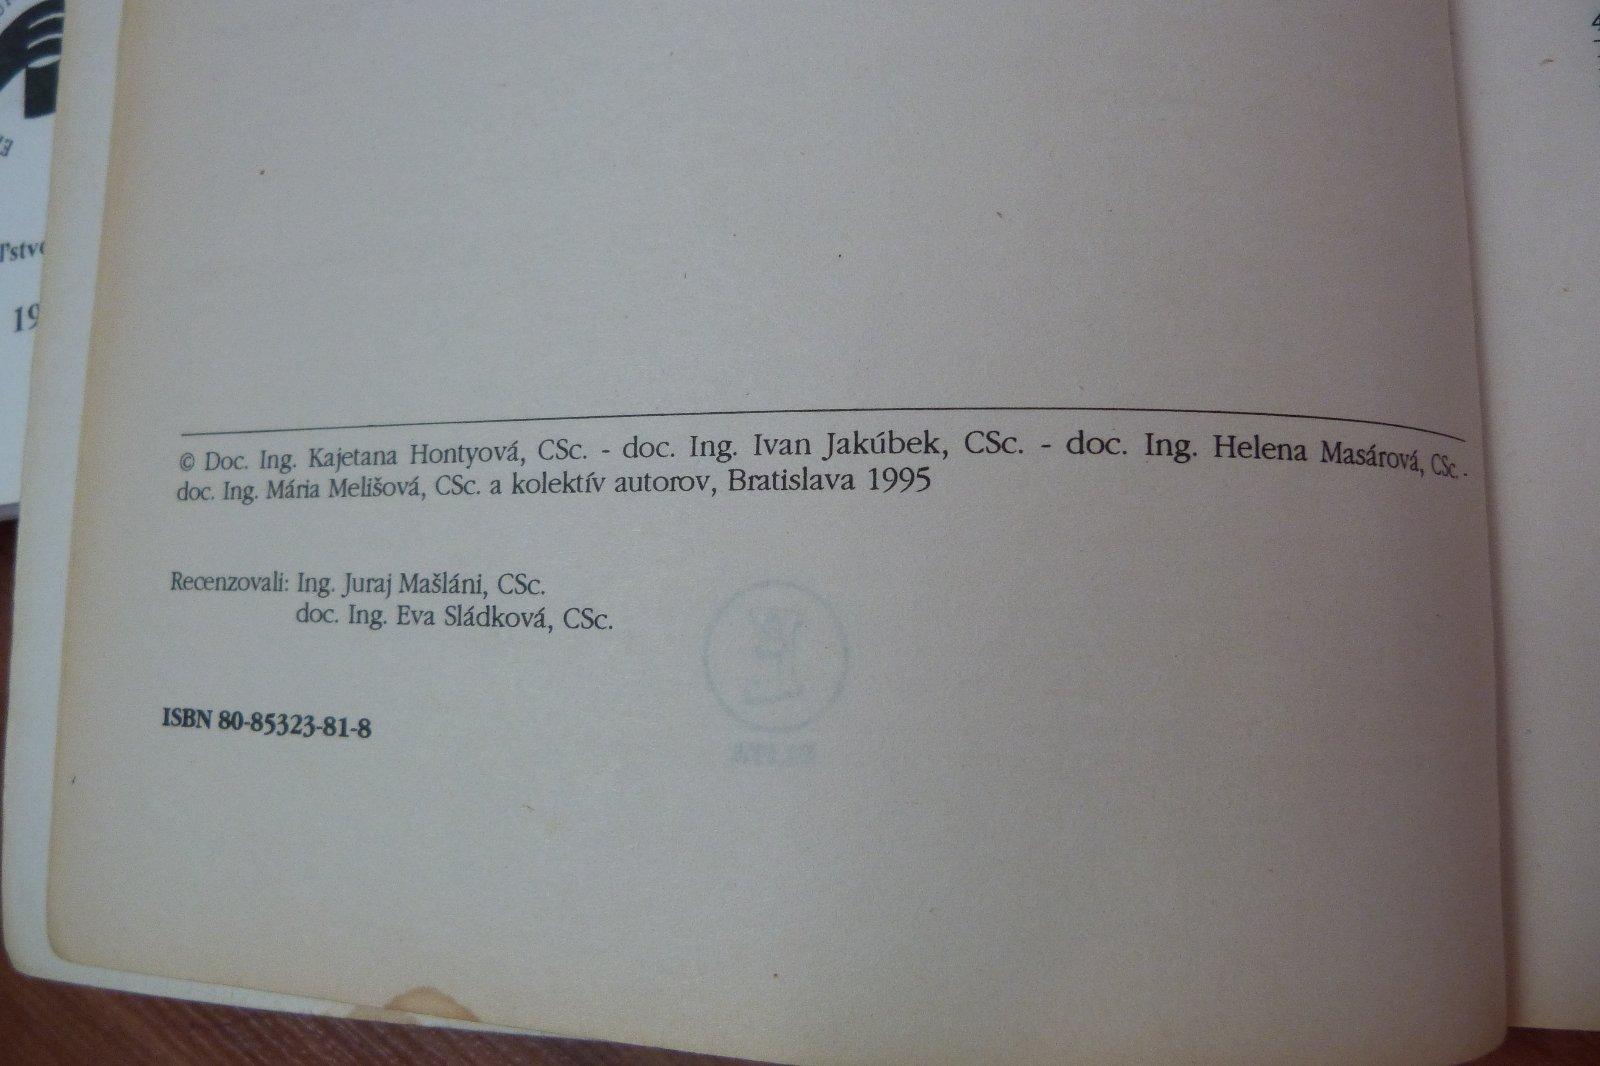 © Doc. Ing. Kajetana Hontyová, CSc. - doc. Ing. Ivan Jakúbek, CSc. - doc. Ing. Helena Masárová, CSc. -
doc. Ing. Mária Melišová, CSc. a kolektív autorov, Bratislava 1995
Recenzovali: Ing. Juraj Mašláni, CSc.
doc. Ing. Eva Sládková, CSc.
ISBN 80-85323-81-8